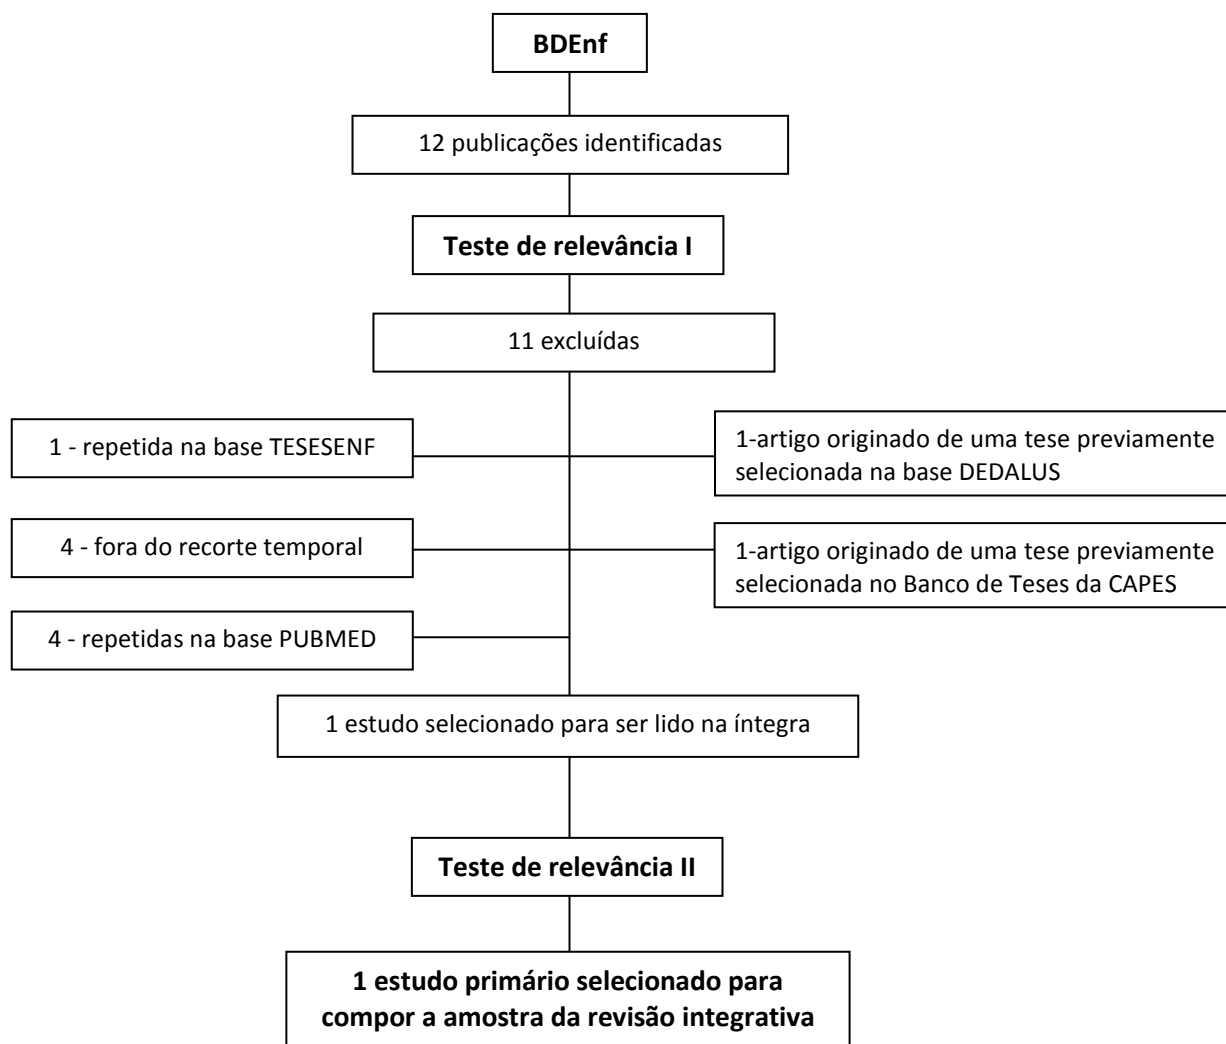 BDEnf
12 publicações identificadas
Teste de relevância I
11 excluídas
1 - repetida na base TESESENF
1-artigo originado de uma tese previamente
selecionada na base DEDALUS
4 - fora do recorte temporal
1-artigo originado de uma tese previamente
selecionada no Banco de Teses da CAPES
4 - repetidas na base PUBMED
1 estudo selecionado para ser lido na íntegra
Teste de relevância II
1 estudo primário selecionado para
compor a amostra da revisão integrativa